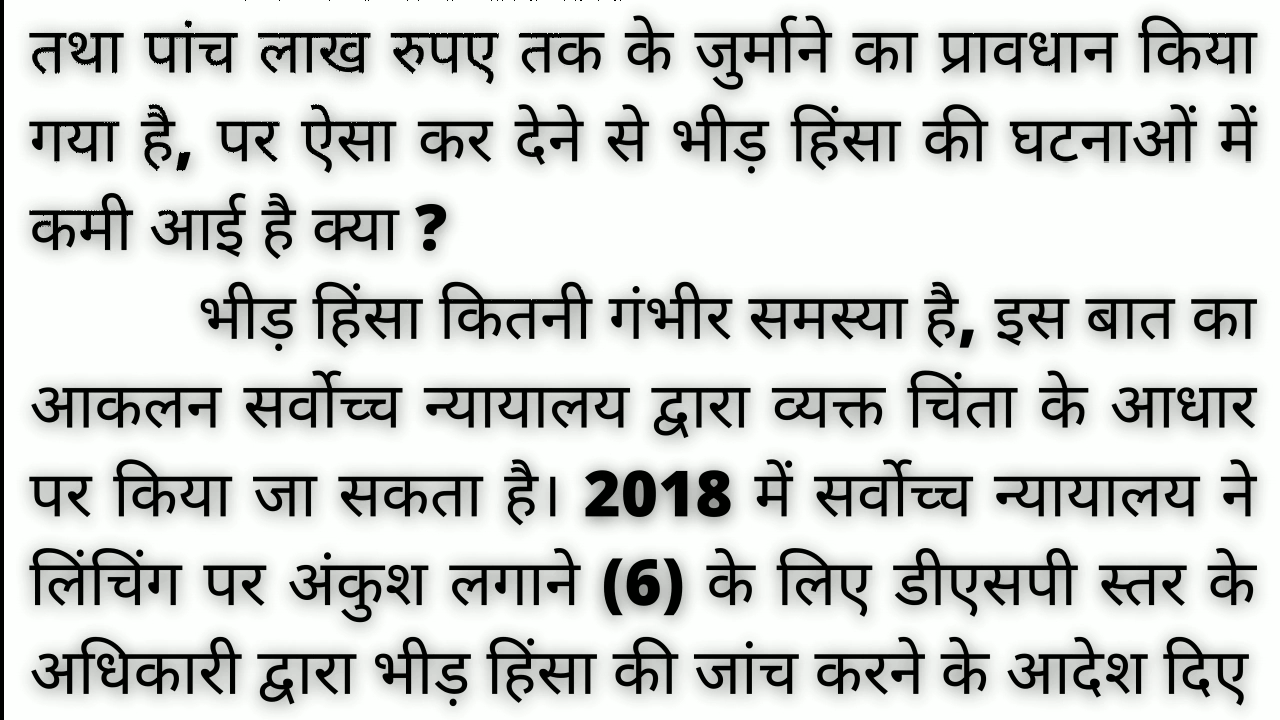 तथा पांच लाख रुपए तक के जुर्माने का प्रावधान किया
गया है, पर ऐसा कर देने से भीड़ हिंसा की घटनाओं में
कमी आई है क्या ?
भीड़ हिंसा कितनी गंभीर समस्या है, इस बात का
आकलन सर्वोच्च न्यायालय द्वारा व्यक्त चिंता के आधार
पर किया जा सकता है। 2018 में सर्वोच्च न्यायालय ने
लिंचिंग पर अंकुश लगाने (6) के लिए डीएसपी स्तर के
अधिकारी द्वारा भीड़ हिंसा की जांच करने के आदेश दिए